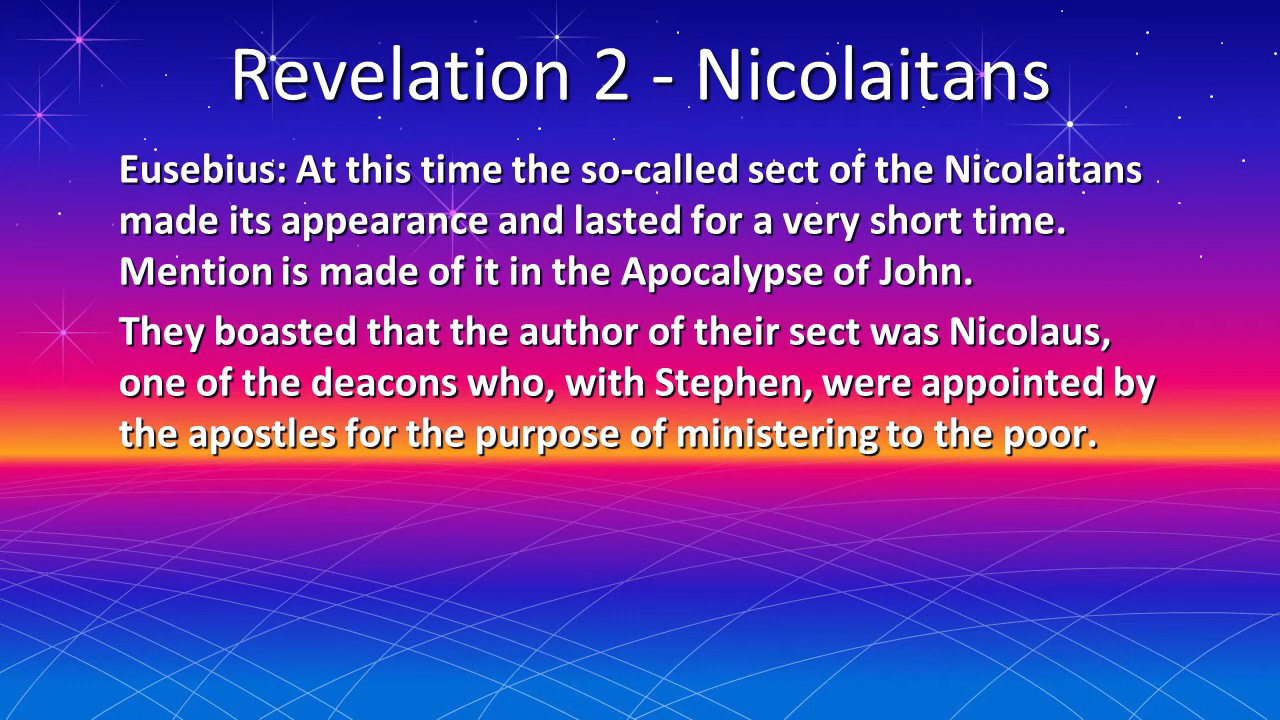 Revelation 2 - Nicolaitans
Eusebius: At this time the so-called sect of the Nicolaitans
made its appearance and lasted for a very short time.
Mention is made of it in the Apocalypse of John.
They boasted that the author of their sect was Nicolaus,
one of the deacons who, with Stephen, were appointed by
the apostles for the purpose of ministering to the poor.